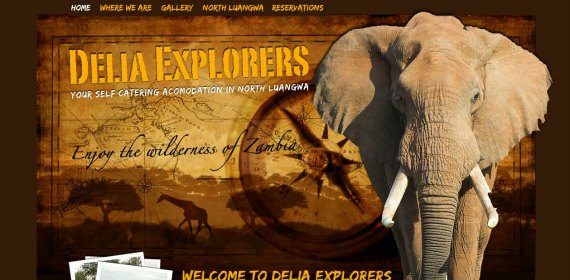 HOME WHERE WE ARE GALLERY NORTH LUANGWA RESERVATIONS
DELIA EXPLORERS
YOUR SELF CATERING ACOMODATION IN NORTH LUANGWA
Enjoy the wilderness of Zambia
WELCOME TO DELIA EXPLORERS